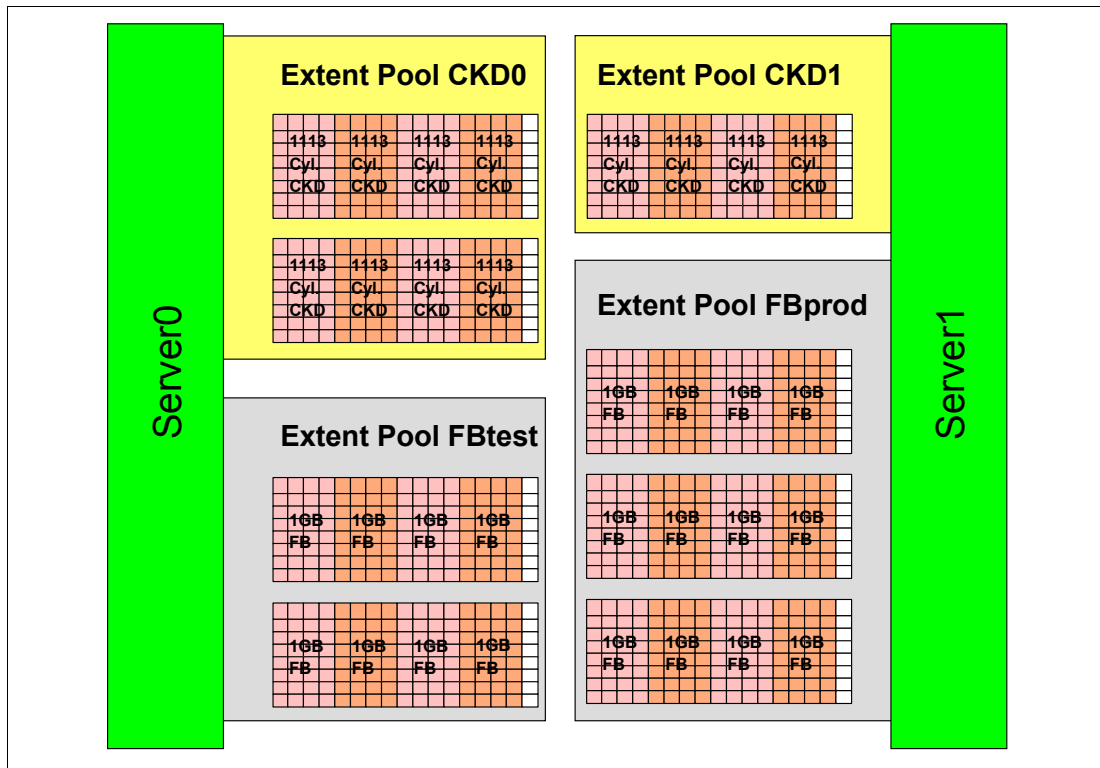 Server0
Extent Pool CKD0
1113 1113 1113 1113
Cyl. Cyl. Cyl. Cyl.
CKD CKD CKD CKD
1113 1113 1113 1113
Cyl. Cyl. Cyl. Cyl.
CKD CKD CKD CKD
Extent Pool FBtest
1GB 1GB 1GB 1GB
FB FB FB FB
1GB 1GB 1GB 1GB
FB FB FB FB
Extent Pool CKD1
1113 1113 1113 1113
Cyl. Cyl. Cyl. Cyl.
CKD CKD CKD CKD
Extent Pool FBprod
1GB 1GB 1GB 1GB
FB FB FB FB
1GB 1GB 1GB 1GB
FB FB FB FB
1GB 1GB 1GB 1GB
FB FB FB FB
Server1